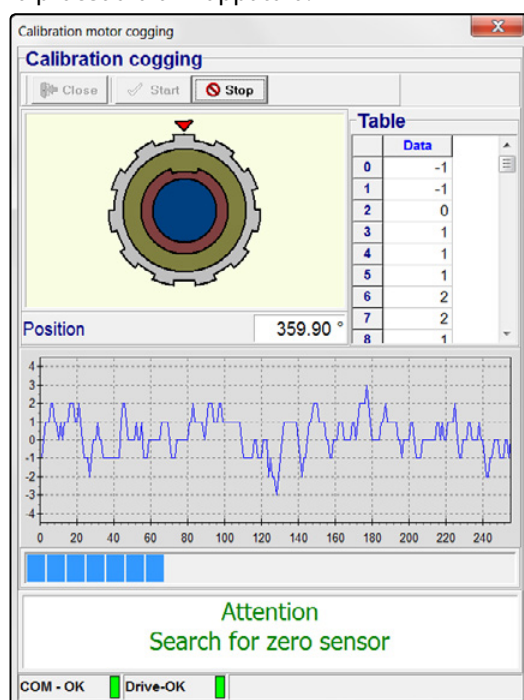 Calibration motor cogging
X
Calibration cogging
Close Start Stop
Table
Data
0 -1
1 -1
2 0
3 1
4 1
5 1
6 2
7 2
8 1
Position 359.90 °
4
3
2
1
0
-1
-2
-3
-4
0 20 40 60 80 100 120 140 160 180 200 220 240
Attention
Search for zero sensor
COM - OK Drive-OK